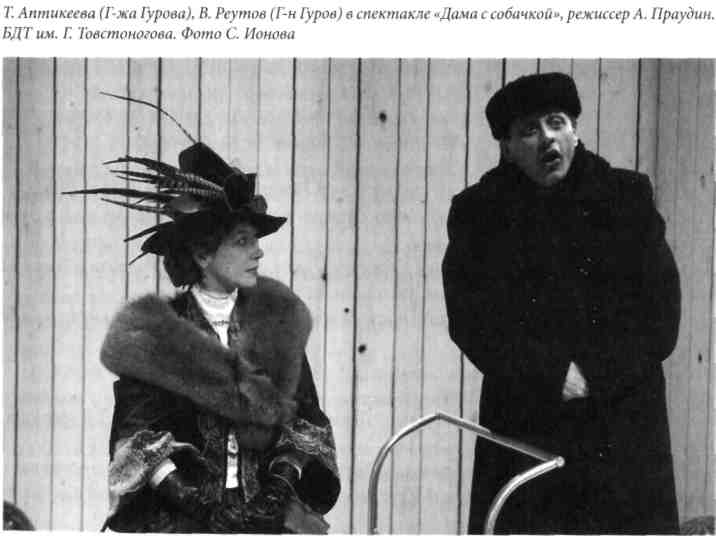 Т. Аптикеева (Г-жа Гурова), В. Реутов (Г-н Гуров) в спектакле «Дама с собачкой», режиссер А. Праудин.
БДТ им. Г. Товстоногова. Фото С. Ионова